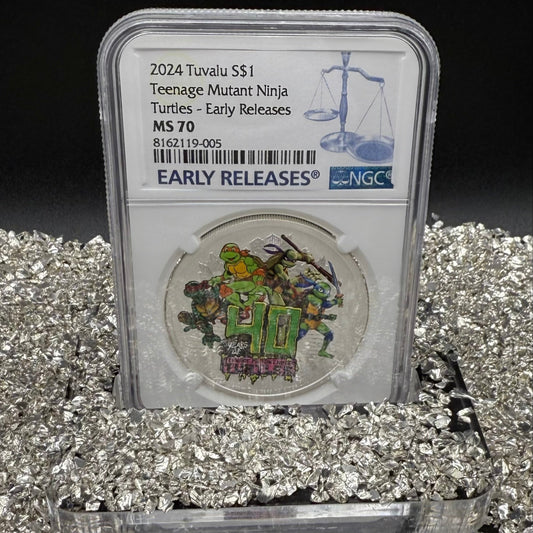 2024 Tuvalu S$1
Teenage Mutant Ninja
Turtles - Early Releases
MS 70
8162119-005
EARLY RELEASES®
NGC®
40